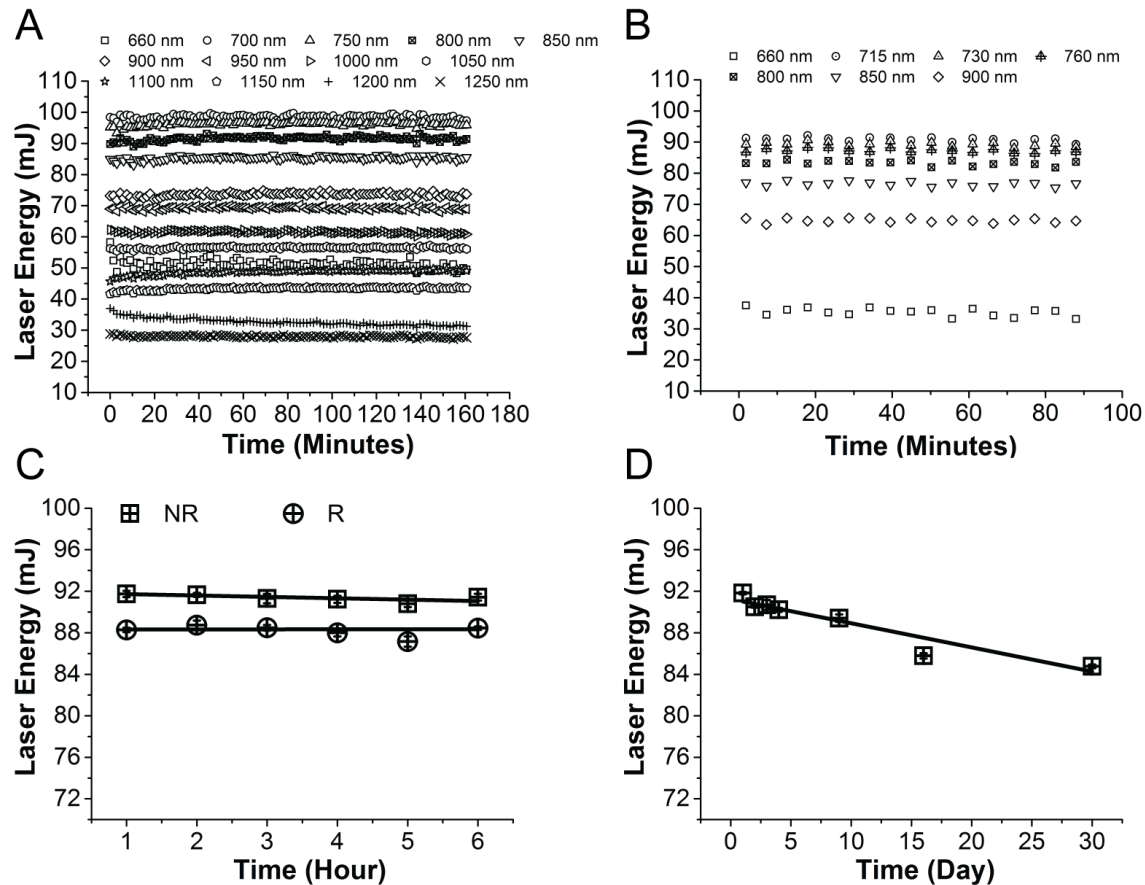 A
660 nm 700 nm 750 nm 800 nm 850 nm
900 nm 950 nm 1000 nm 1050 nm
1100 nm 1150 nm 1200 nm 1250 nm
110
100
90
80
70
60
50
40
30
20
10
Laser Energy (mJ)
0 20 40 60 80 100 120 140 160 180
Time (Minutes)
B
660 nm 715 nm 730 nm 760 nm
800 nm 850 nm 900 nm
110
100
90
80
70
60
50
40
30
20
10
Laser Energy (mJ)
0 20 40 60 80 100
Time (Minutes)
C
NR R
100
96
92
88
84
80
76
72
Laser Energy (mJ)
1 2 3 4 5 6
Time (Hour)
D
100
96
92
88
84
80
76
72
Laser Energy (mJ)
0 5 10 15 20 25 30
Time (Day)